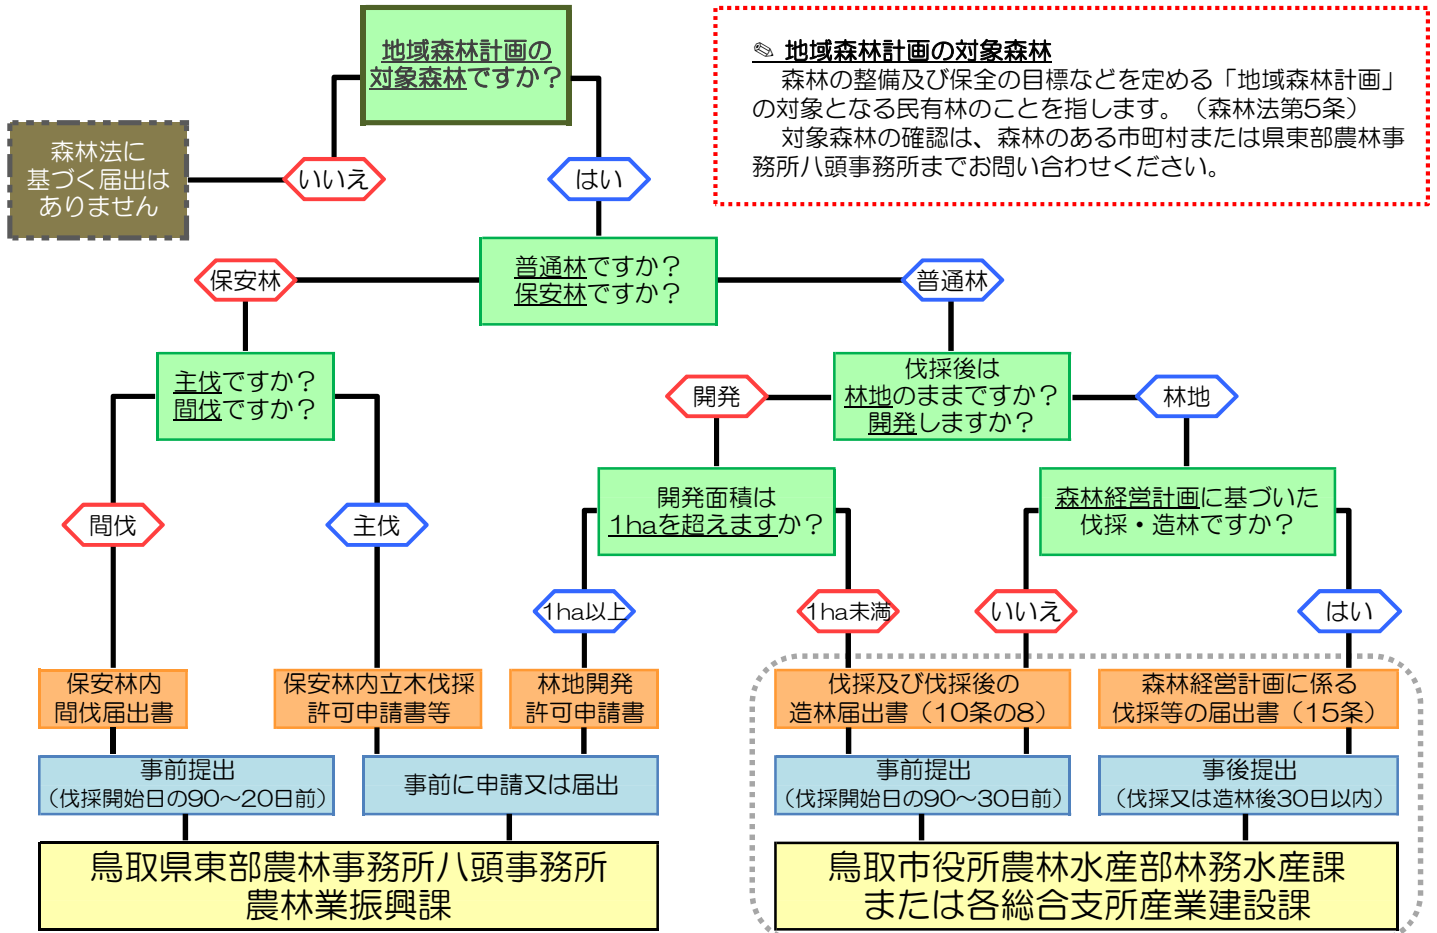 地域森林計画の
対象森林ですか？
✎ 地域森林計画の対象森林
森林の整備及び保全の目標などを定める「地域森林計画」
の対象となる民有林のことを指します。（森林法第5条）
対象森林の確認は、森林のある市町村または県東部農林事
務所八頭事務所までお問い合わせください。
森林法に
基づく届出は
ありません
いいえ
はい
保安林
普通林ですか？
保安林ですか？
普通林
主伐ですか？
間伐ですか？
開発
伐採後は
林地のままですか？
開発しますか？
林地
間伐
主伐
開発面積は
1haを超えますか？
森林経営計画に基づいた
伐採・造林ですか？
1ha以上
1ha未満
いいえ
はい
保安林内
間伐届出書
保安林内立木伐採
許可申請書等
林地開発
許可申請書
伐採及び伐採後の
造林届出書（10条の8）
森林経営計画に係る
伐採等の届出書（15条）
事前提出
（伐採開始日の90～20日前）
事前に申請又は届出
事前提出
（伐採開始日の90～30日前）
事後提出
（伐採又は造林後30日以内）
鳥取県東部農林事務所八頭事務所
農林業振興課
鳥取市役所農林水産部林務水産課
または各総合支所産業建設課